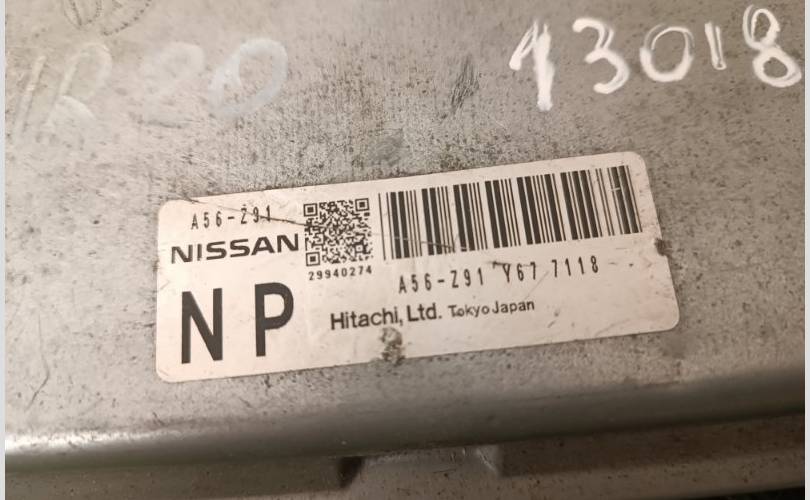 13018
A56-Z91
NISSAN
29940274
NP
A56-Z91 Y67 7118
Hitachi, Ltd. Tokyo Japan